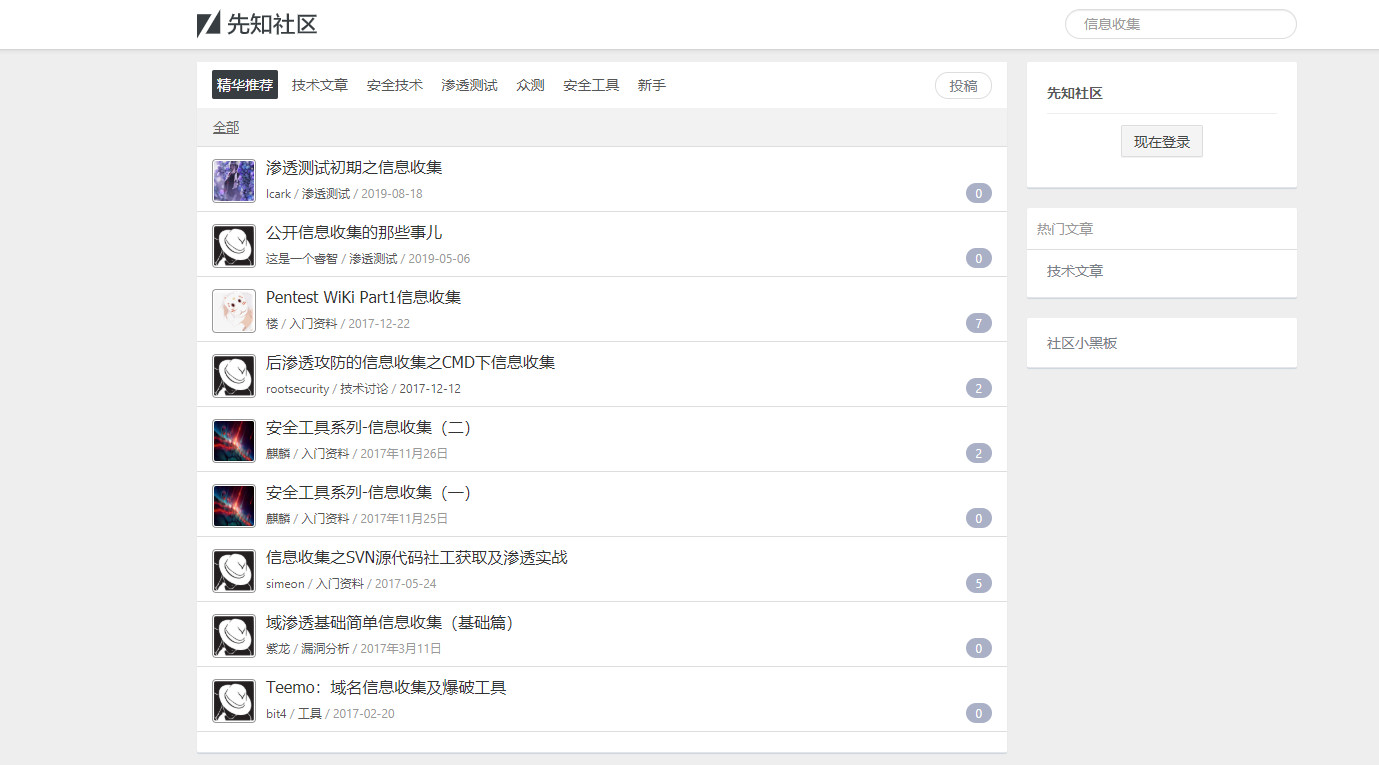 先知社区
信息收集
精华推荐 技术文章 安全技术 渗透测试 众测 安全工具 新手 投稿
全部
渗透测试初期之信息收集
lcark / 渗透测试 / 2019-08-18 0
公开信息收集的那些事儿
这是一个睿智 / 渗透测试 / 2019-05-06 0
Pentest WiKi Part1信息收集
楼 / 入门资料 / 2017-12-22 7
后渗透攻防的信息收集之CMD下信息收集
rootsecurity / 技术讨论 / 2017-12-12 2
安全工具系列-信息收集（二）
麒麟 / 入门资料 / 2017年11月26日 2
安全工具系列-信息收集（一）
麒麟 / 入门资料 / 2017年11月25日 0
信息收集之SVN源代码社工获取及渗透实战
simeon / 入门资料 / 2017-05-24 5
域渗透基础简单信息收集（基础篇）
紫龙 / 漏洞分析 / 2017年3月11日 0
Teemo：域名信息收集及爆破工具
bit4 / 工具 / 2017-02-20 0
先知社区
现在登录
热门文章
技术文章
社区小黑板